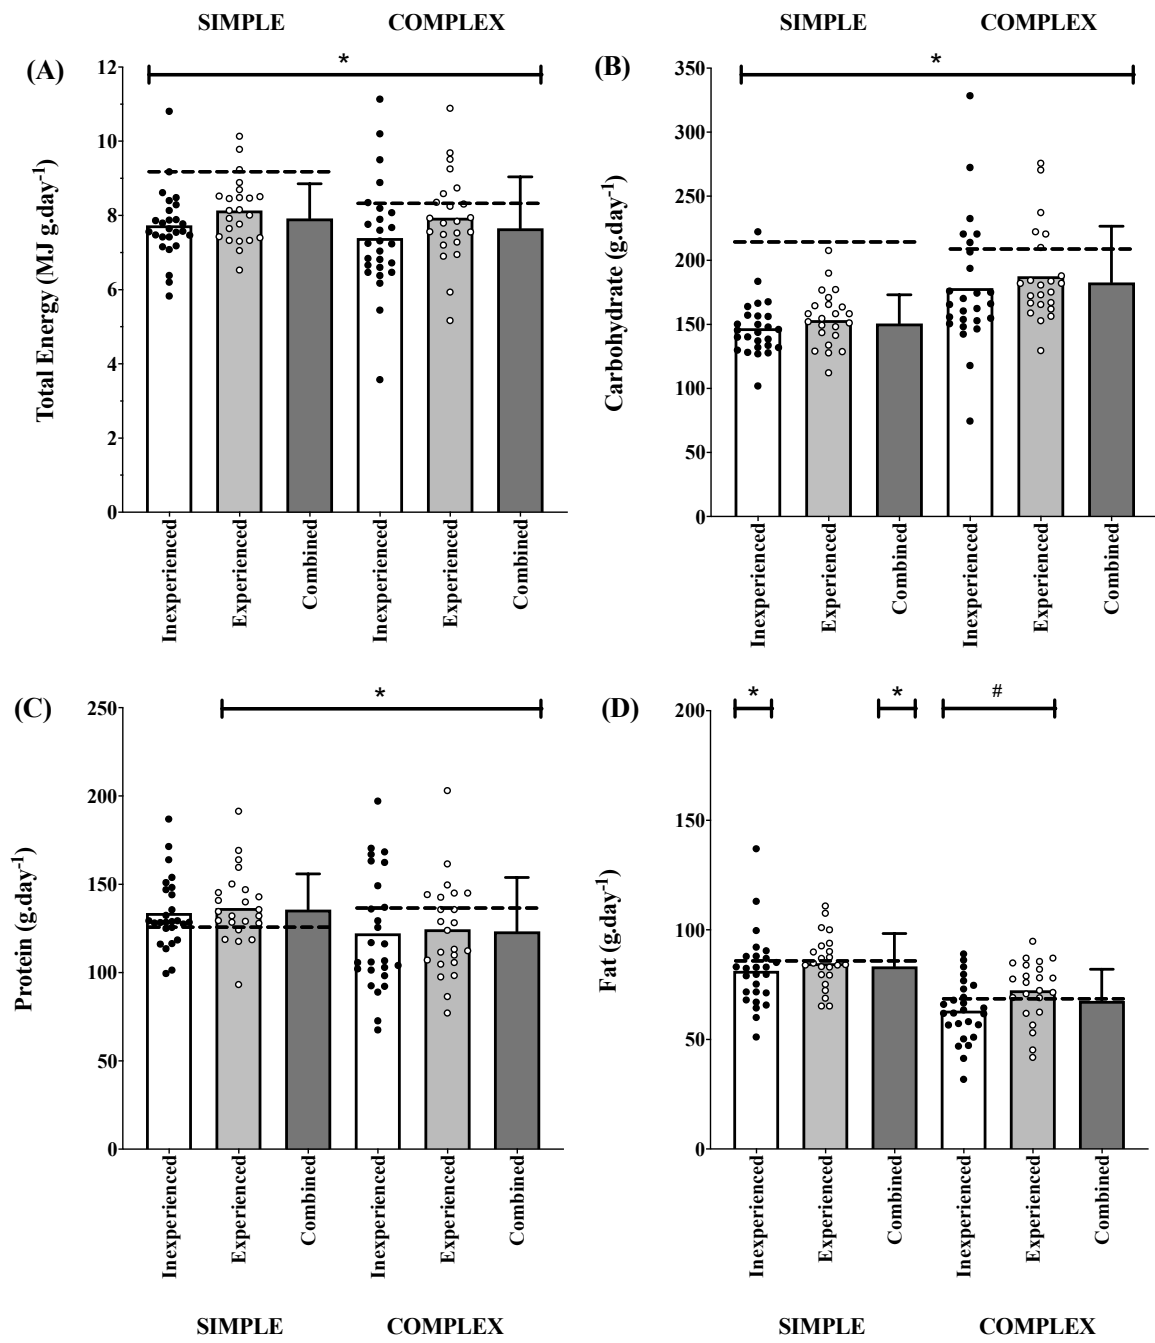 SIMPLE COMPLEX
(A)
*
Total Energy (MJ g.day-1)
12
10
8
6
4
2
0
Inexperienced
Experienced
Combined
Inexperienced
Experienced
Combined
(B)
*
Carbohydrate (g.day-1)
350
300
250
200
150
100
50
0
Inexperienced
Experienced
Combined
Inexperienced
Experienced
Combined
(C)
*
Protein (g.day-1)
250
200
150
100
50
0
Inexperienced
Experienced
Combined
Inexperienced
Experienced
Combined
SIMPLE COMPLEX
(D)
* * #
Fat (g.day-1)
200
150
100
50
0
Inexperienced
Experienced
Combined
Inexperienced
Experienced
Combined
SIMPLE COMPLEX